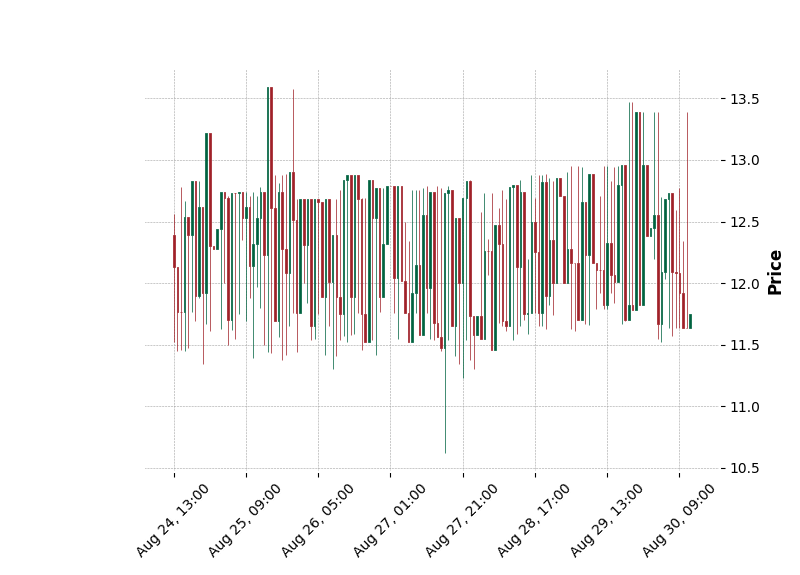 13.5
13.0
12.5
12.0
11.5
11.0
10.5
Price
Aug 24, 13:00
Aug 25, 09:00
Aug 26, 05:00
Aug 27, 01:00
Aug 27, 21:00
Aug 28, 17:00
Aug 29, 13:00
Aug 30, 09:00